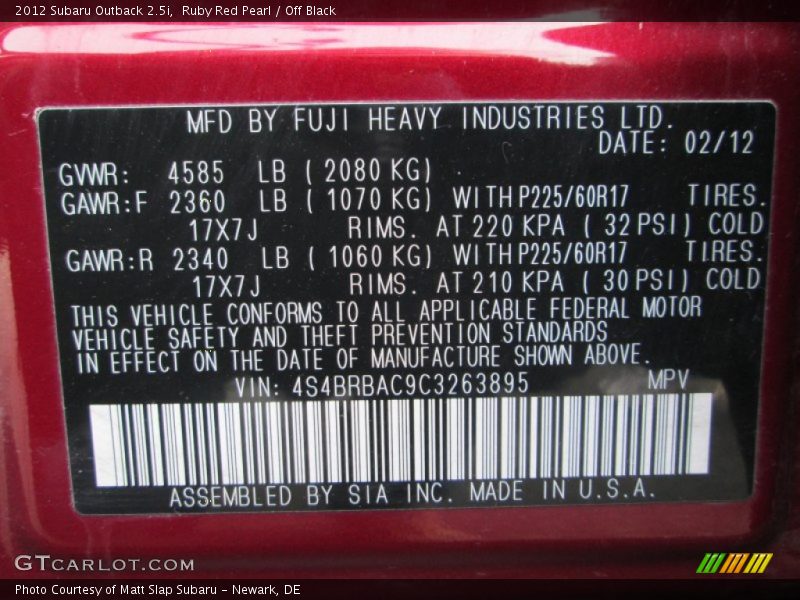 2012 Subaru Outback 2.5i, Ruby Red Pearl / Off Black
MFD BY FUJI HEAVY INDUSTRIES LTD.
DATE: 02/12
GVWR: 4585 LB ( 2080 KG)
GAWR:F 2360 LB ( 1070 KG) WITH P225/60R17 TIRES.
17X7J RIMS. AT 220 KPA ( 32 PSI) COLD
GAWR:R 2340 LB ( 1060 KG) WITH P225/60R17 TIRES.
17X7J RIMS. AT 210 KPA ( 30 PSI) COLD
THIS VEHICLE CONFORMS TO ALL APPLICABLE FEDERAL MOTOR
VEHICLE SAFETY AND THEFT PREVENTION STANDARDS
IN EFFECT ON THE DATE OF MANUFACTURE SHOWN ABOVE.
VIN: 4S4BRBAC9C3263895 MPV
ASSEMBLED BY SIA INC. MADE IN U.S.A.
GTCARLOT.COM
Photo Courtesy of Matt Slap Subaru - Newark, DE